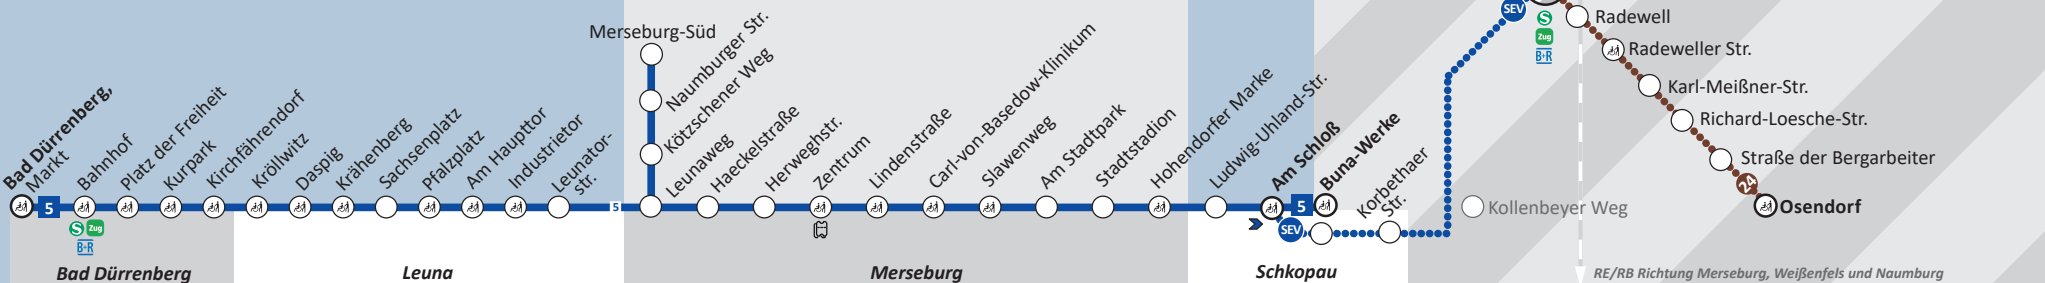 Bad Dürrenberg,
Markt
5
Bahnhof
S
Zug
B+R
Platz der Freiheit
Kurpark
Kirchfährendorf
Kröllwitz
Daspig
Krähenberg
Sachsenplatz
Pfalzplatz
Am Haupttor
Industrietor
Leunator-
str.
5
Merseburg-Süd
Naumburger Str.
Kötzschener Weg
Leunaweg
Haeckelstraße
Herweghstr.
Zentrum
Lindenstraße
Carl-von-Basedow-Klinikum
Slawenweg
Am Stadtpark
Stadtstadion
Hohendorfer Marke
Ludwig-Uhland-Str.
Am Schloß
5
SEV
Buna-Werke
Korbethaer
Str.
Kollenbeyer Weg
SEV
S
Zug
B+R
Radewell
Radeweller Str.
Karl-Meißner-Str.
Richard-Loesche-Str.
Straße der Bergarbeiter
24
Osendorf
Bad Dürrenberg
Leuna
Merseburg
Schkopau
RE/RB Richtung Merseburg, Weißenfels und Naumburg